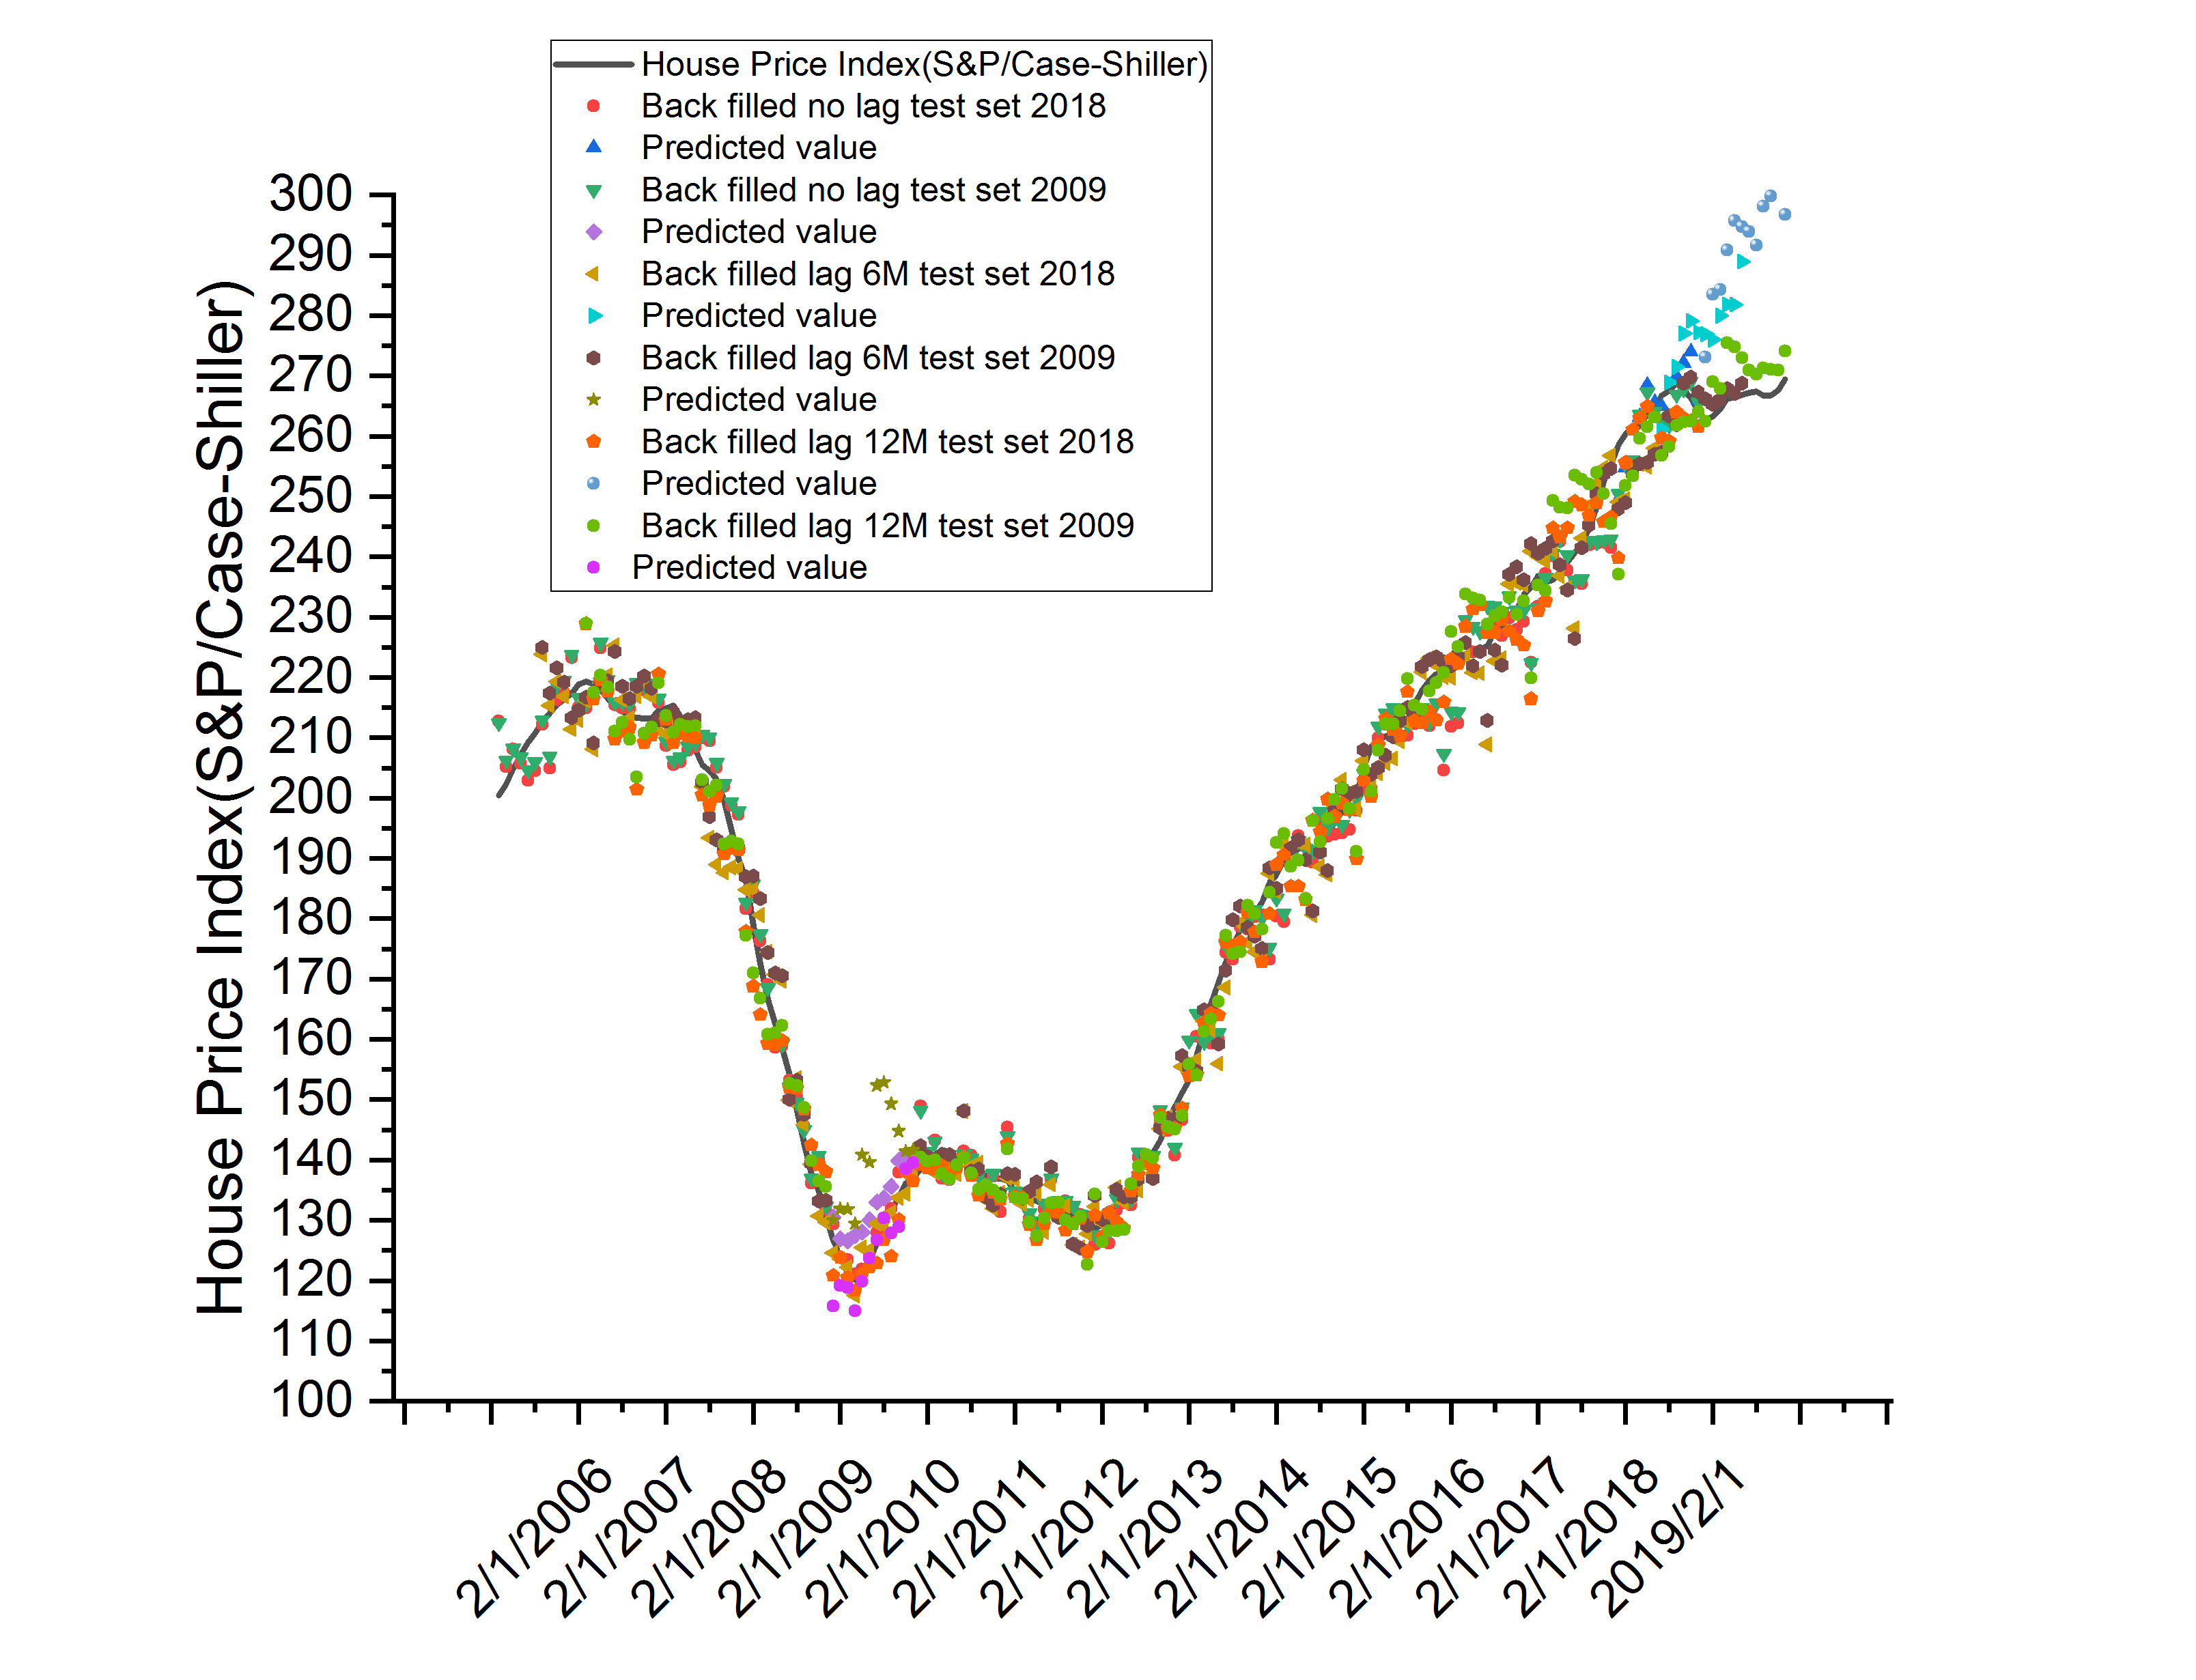 House Price Index(S&P/Case-Shiller)
Back filled no lag test set 2018
Predicted value
Back filled no lag test set 2009
Predicted value
Back filled lag 6M test set 2018
Predicted value
Back filled lag 6M test set 2009
Predicted value
Back filled lag 12M test set 2018
Predicted value
Back filled lag 12M test set 2009
Predicted value
House Price Index(S&P/Case-Shiller)
300
290
280
270
260
250
240
230
220
210
200
190
180
170
160
150
140
130
120
110
100
2/1/2006
2/1/2007
2/1/2008
2/1/2009
2/1/2010
2/1/2011
2/1/2012
2/1/2013
2/1/2014
2/1/2015
2/1/2016
2/1/2017
2/1/2018
2019/2/1